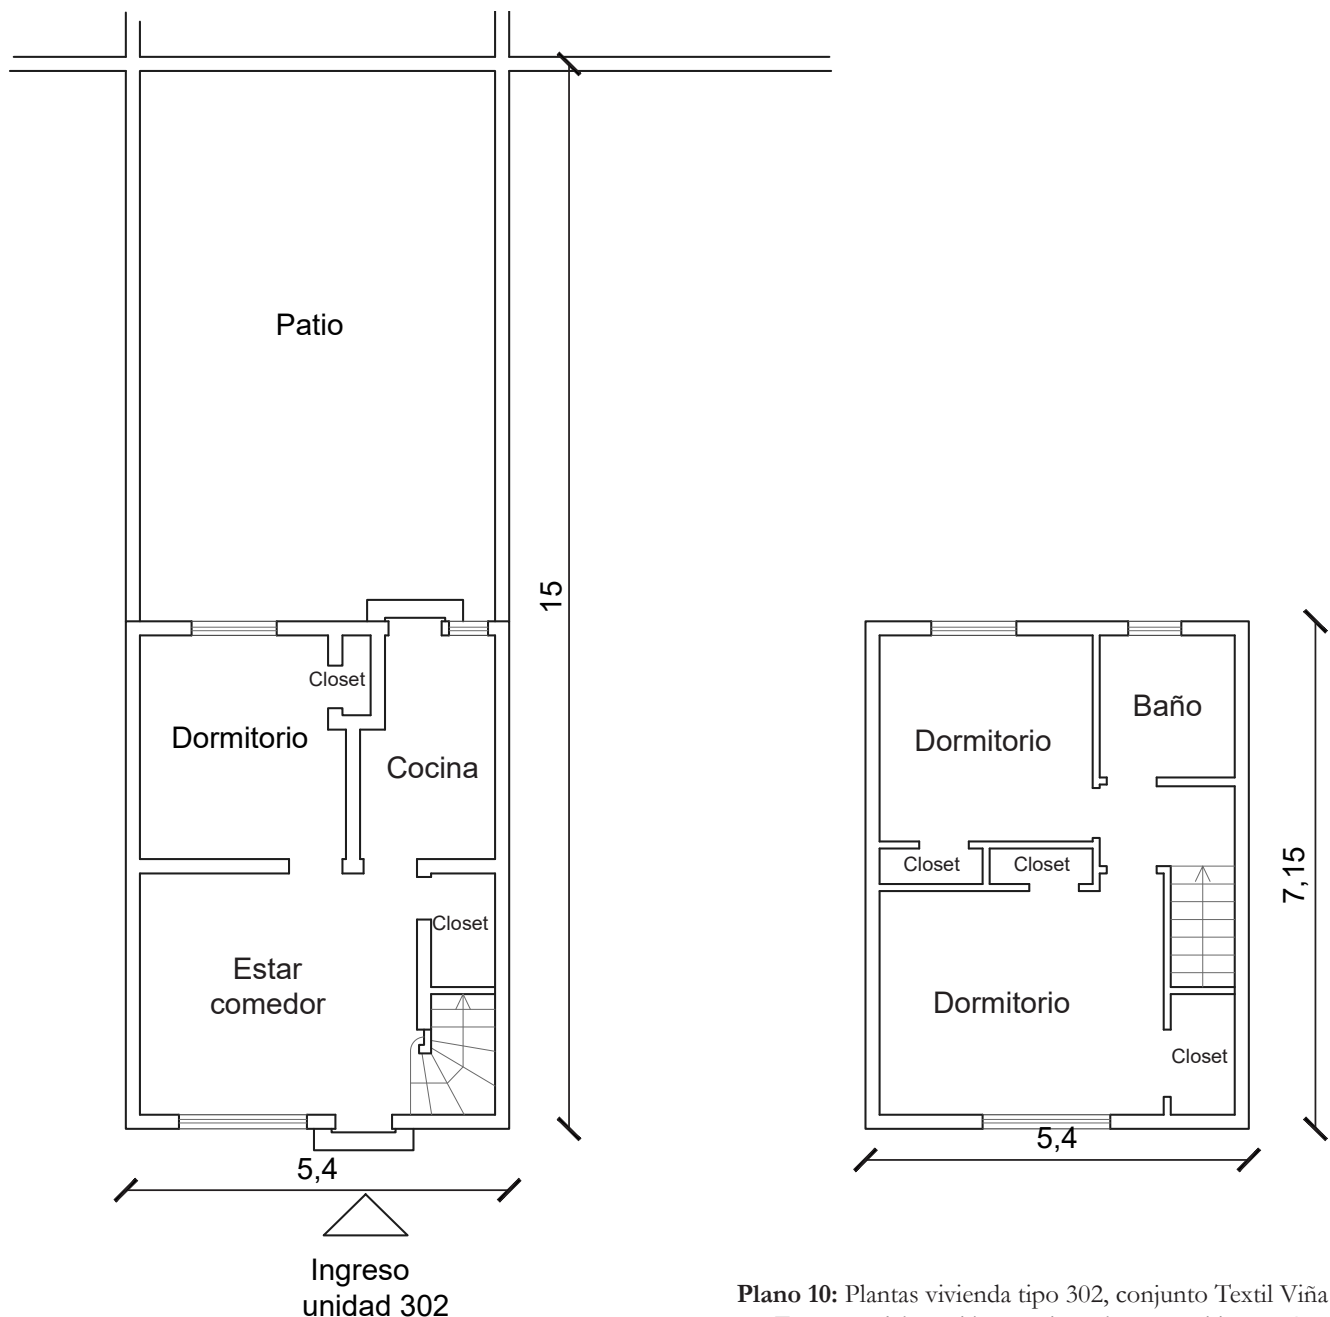 Patio
15
Closet
Dormitorio
Cocina
Closet
Estar
comedor
5,4
Ingreso
unidad 302
Baño
Dormitorio
Closet
Closet
7,15
Dormitorio
Closet
5,4
Plano 10: Plantas vivienda tipo 302, conjunto Textil Viña